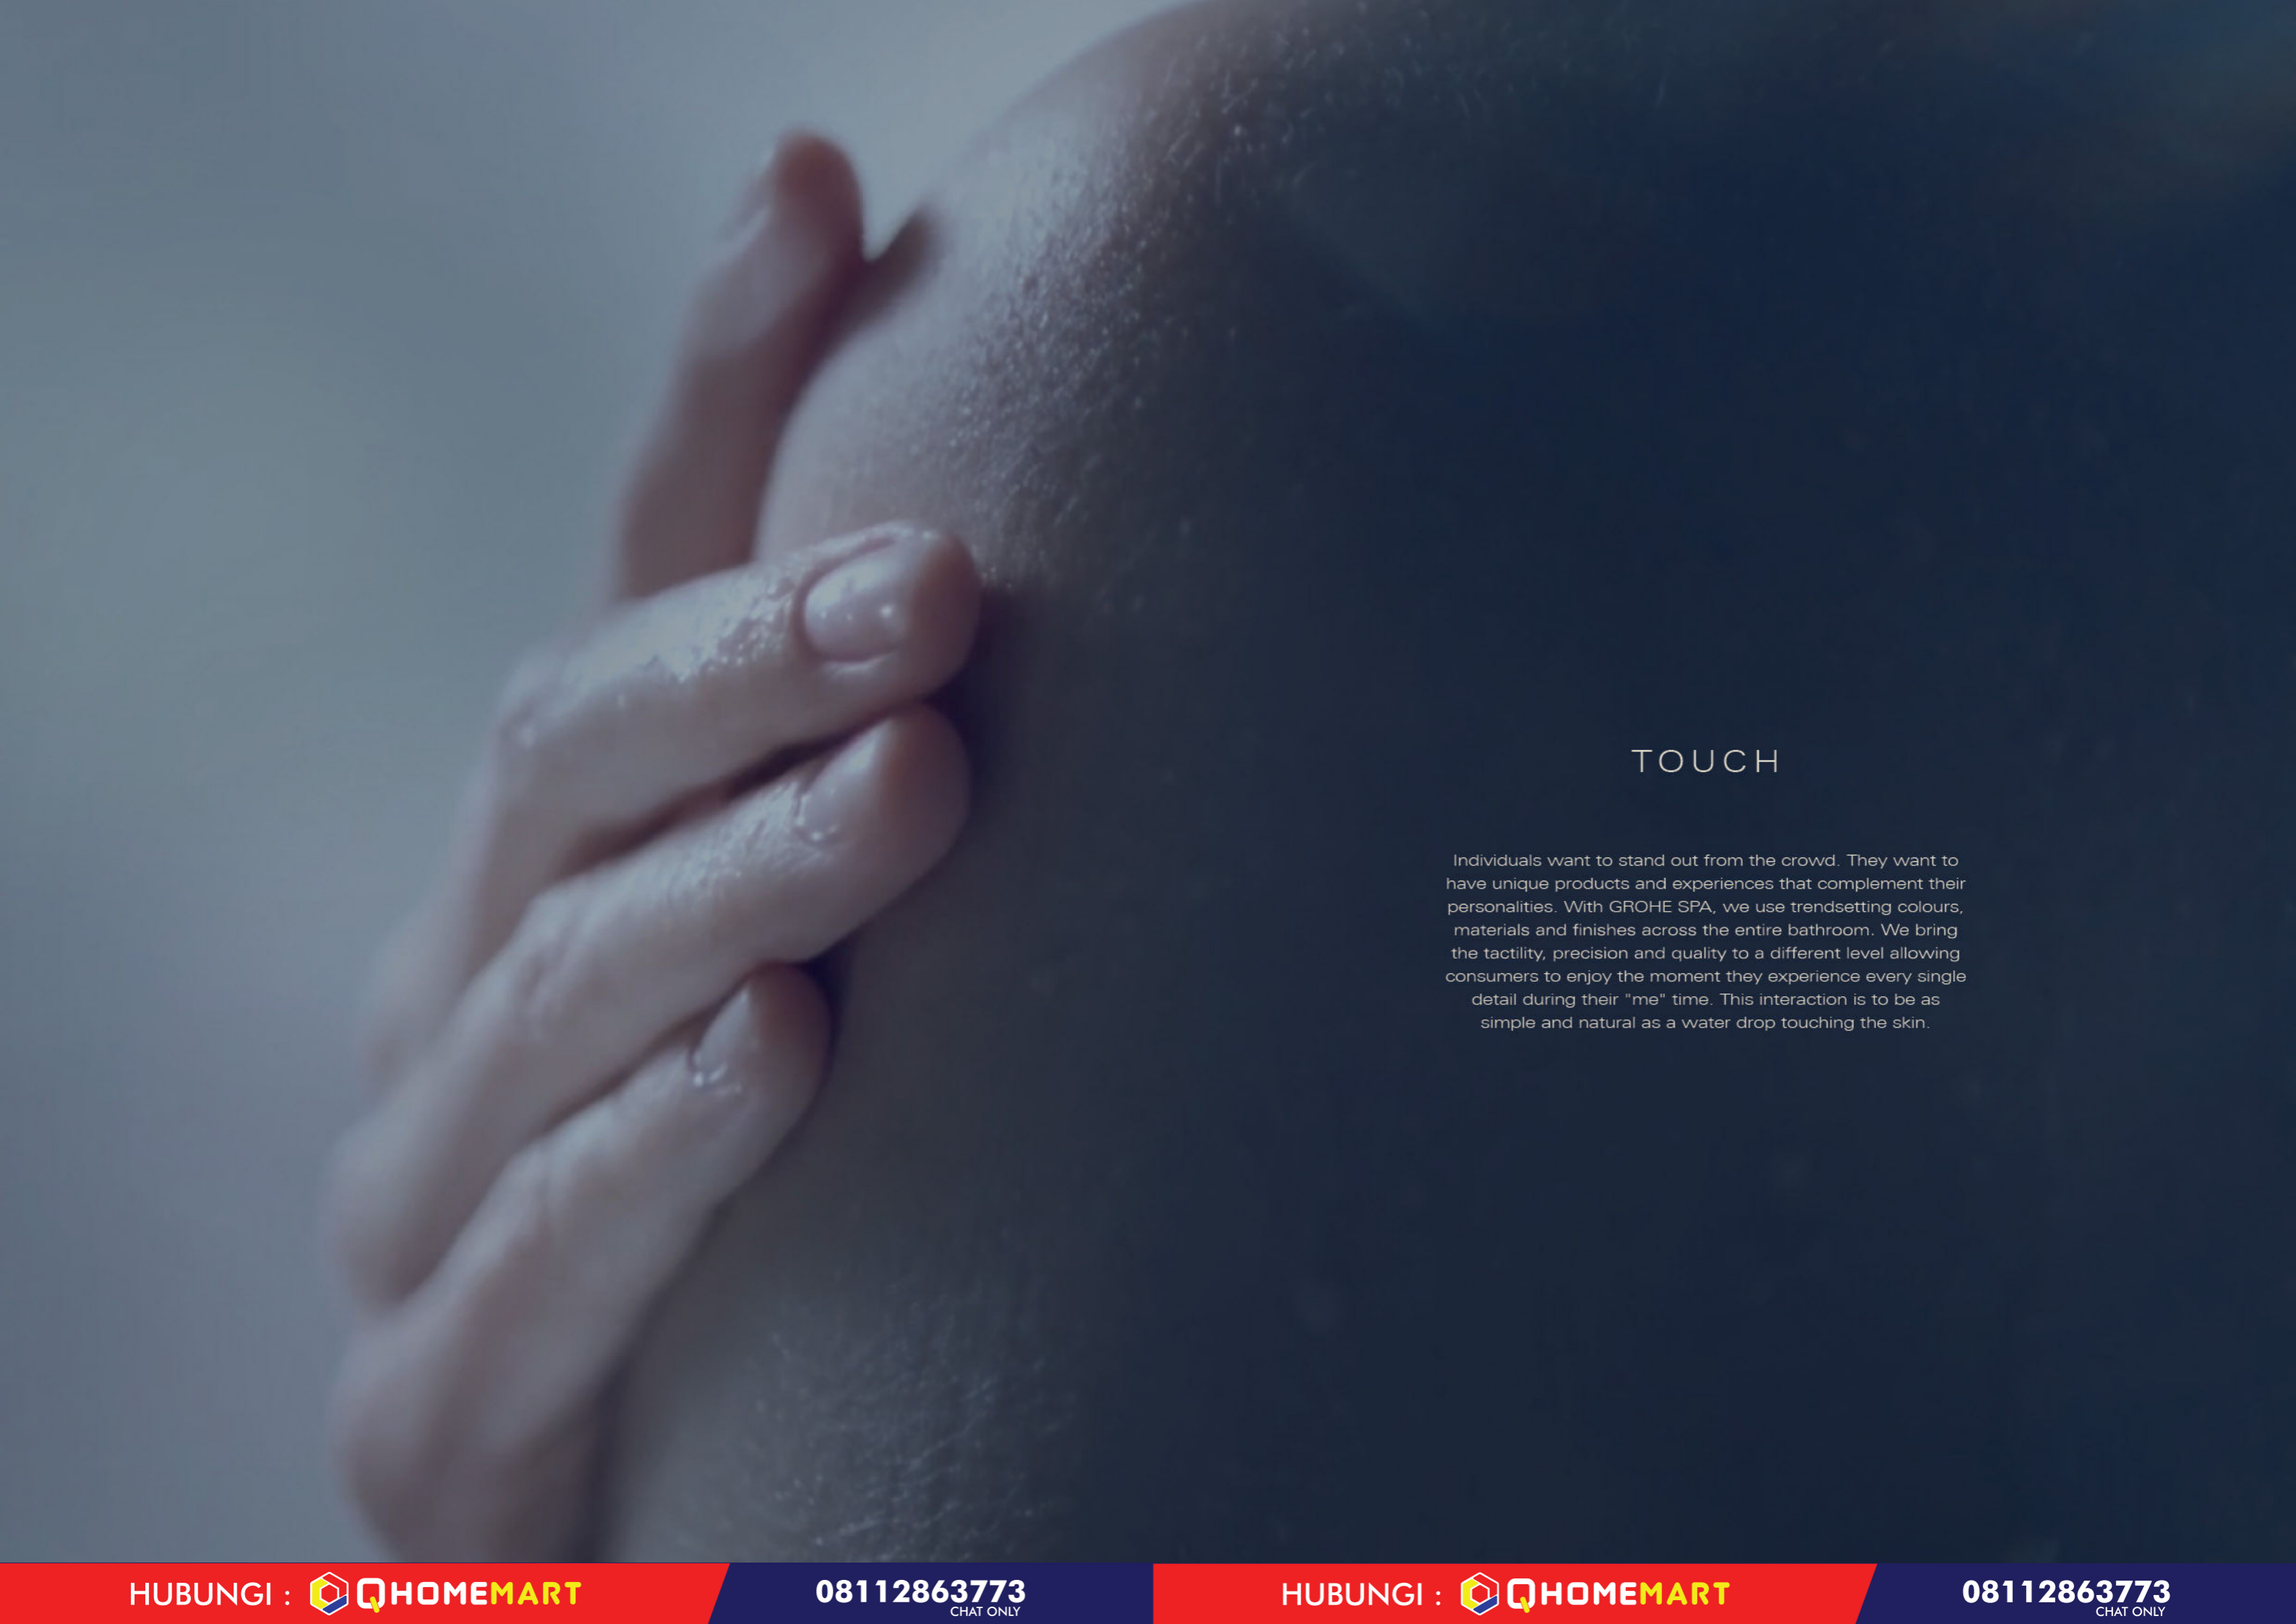 TOUCH
Individuals want to stand out from the crowd. They want to
have unique products and experiences that complement their
personalities. With GROHE SPA, we use trendsetting colours,
materials and finishes across the entire bathroom. We bring
the tactility, precision and quality to a different level allowing
consumers to enjoy the moment they experience every single
detail during their "me" time. This interaction is to be as
simple and natural as a water drop touching the skin.
HUBUNGI : QHOMEMART 08112863773
CHAT ONLY
HUBUNGI : QHOMEMART 08112863773
CHAT ONLY